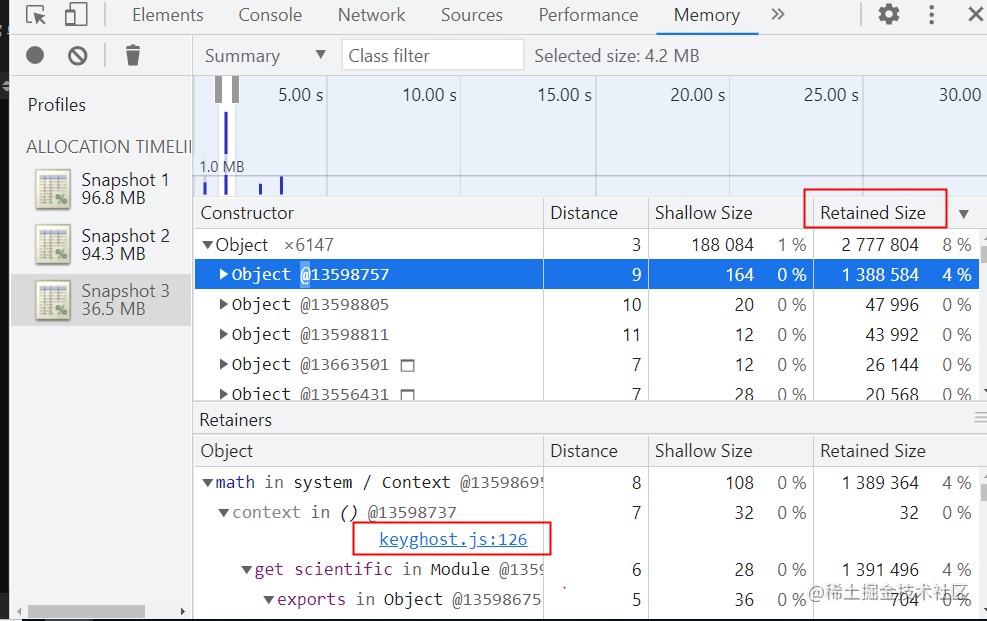 Elements Console Network Sources Performance Memory »
Summary ▼ Class filter Selected size: 4.2 MB
Profiles
ALLOCATION TIMELI
Snapshot 1
96.8 MB
Snapshot 2
94.3 MB
Snapshot 3
36.5 MB
5.00 s 10.00 s 15.00 s 20.00 s 25.00 s 30.00
1.0 MB
Constructor Distance Shallow Size Retained Size ▼
▼Object ×6147 3 188 084 1 % 2 777 804 8 %
▶Object @13598757 9 164 0 % 1 388 584 4 %
▶Object @13598805 10 20 0 % 47 996 0 %
▶Object @13598811 11 12 0 % 43 992 0 %
▶Object @13663501 7 12 0 % 26 144 0 %
▶Object @13556431 7 28 0 % 20 568 0 %
Retainers
Object Distance Shallow Size Retained Size
▼math in system / Context @1359869 8 108 0 % 1 389 364 4 %
▼context in () @13598737 7 32 0 % 32 0 %
keyghost.js:126
▼get scientific in Module @1359 6 28 0 % 1 391 496 4 %
▼exports in Object @13598675 5 36 0 % 704 0 %
@稀土掘金技术社区